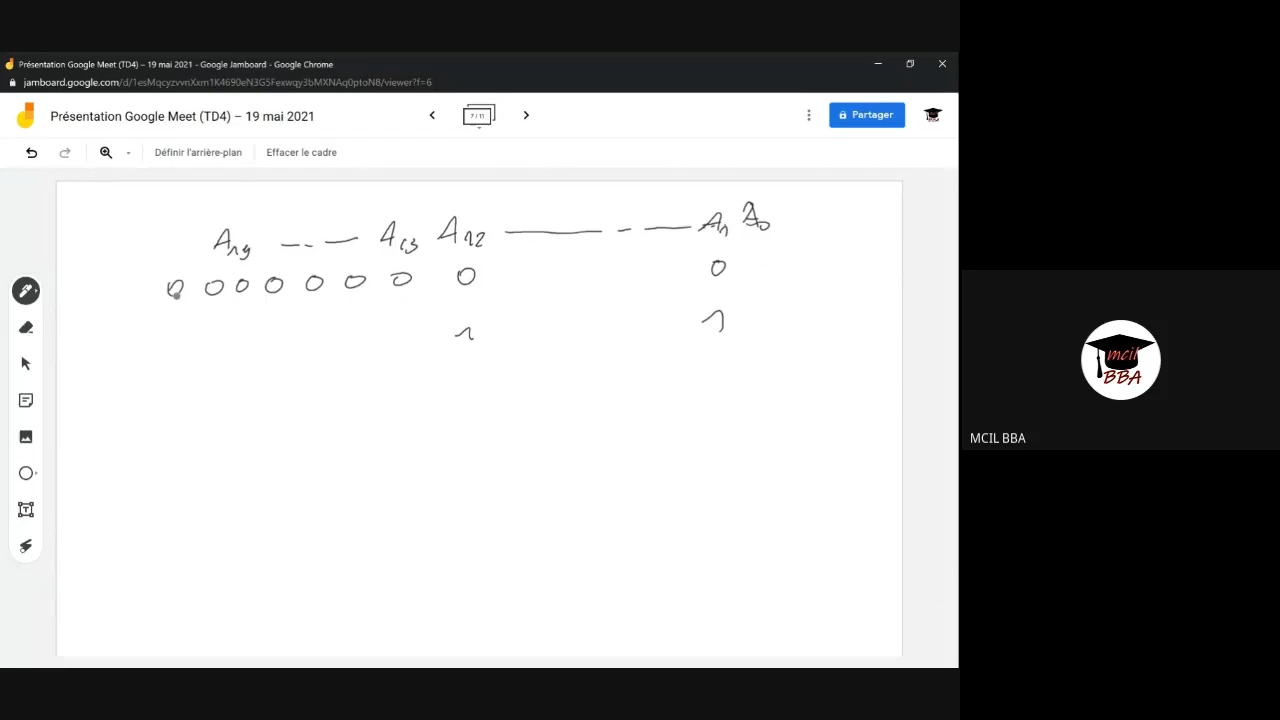 Présentation Google Meet (TD4) – 19 mai 2021 - Google Jamboard - Google Chrome
jamboard.google.com/d/1esMqcyzvvnXxm1K4690eN3G5Fexwqy3bMXNAq0ptoN8/viewer?f=6
Présentation Google Meet (TD4) – 19 mai 2021
7 / 11
Partager
Définir l'arrière-plan
Effacer le cadre
A19 -- — A13 A12 —— - — A1 A0
0 0 0 0 0 0 0 0 0
1 1
mcil
BBA
MCIL BBA